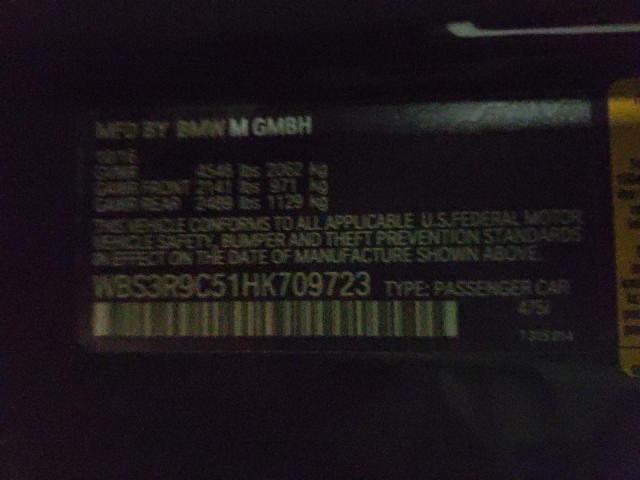 MFD BY BMW M GMBH
10/16
GVWR 4546 lbs 2062 kg
GAWR FRONT 2141 lbs 971 kg
GAWR REAR 2489 lbs 1129 kg
THIS VEHICLE CONFORMS TO ALL APPLICABLE U.S. FEDERAL MOTOR
VEHICLE SAFETY, BUMPER AND THEFT PREVENTION STANDARDS
IN EFFECT ON THE DATE OF MANUFACTURE SHOWN ABOVE.
WBS3R9C51HK709723 TYPE: PASSENGER CAR